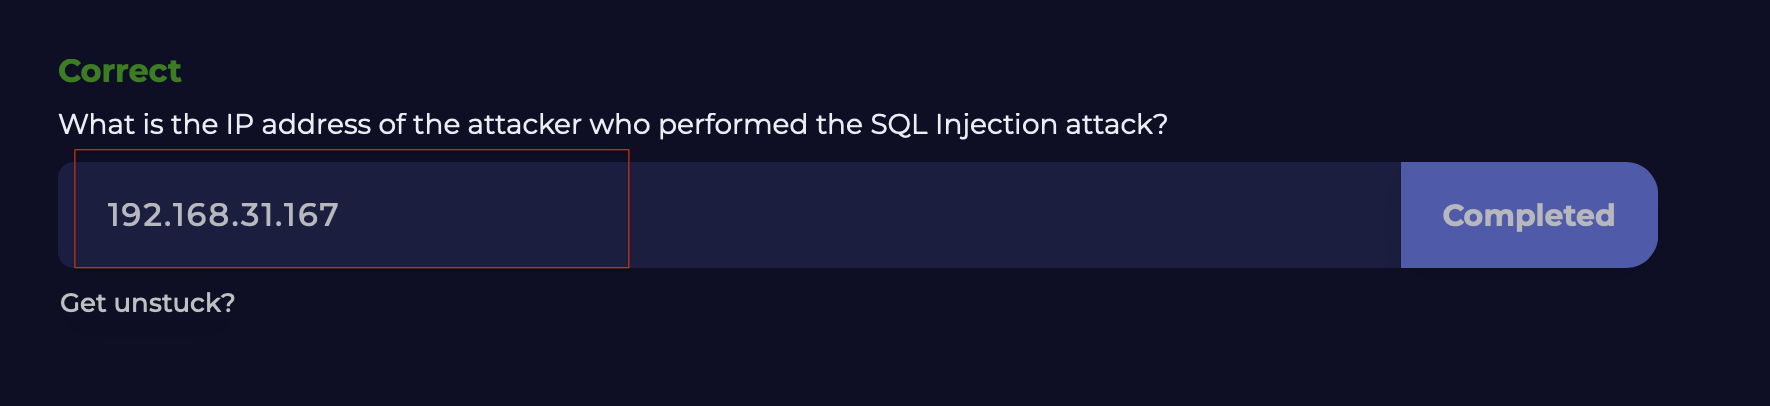 Correct
What is the IP address of the attacker who performed the SQL Injection attack?
192.168.31.167
Completed
Get unstuck?